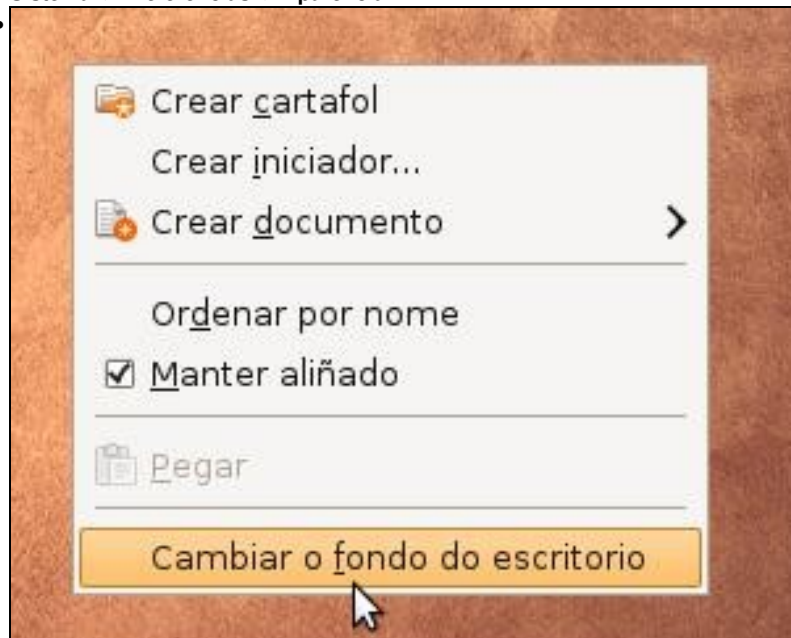 Crear cartafol
Crear iniciador...
Crear documento
Ordenar por nome
Manter aliñado
Pegar
Cambiar o fondo do escritorio